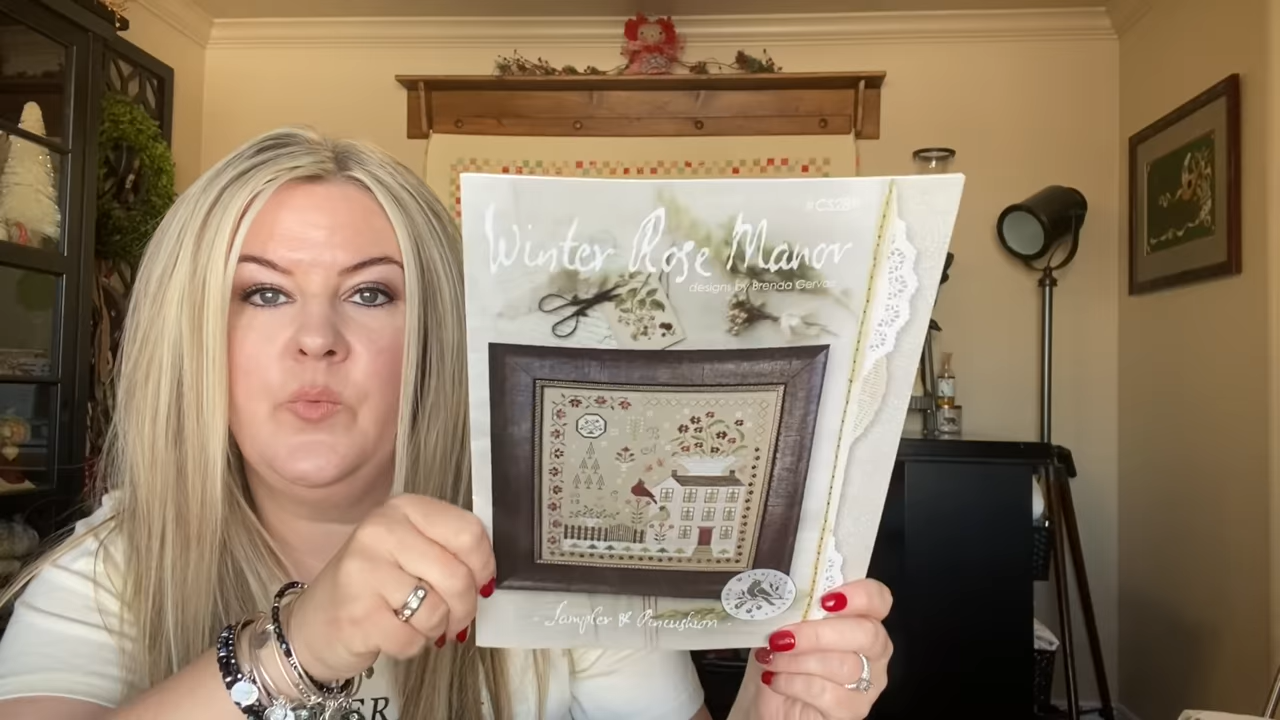 Winter Rose Manor
designs by Brenda Gervais
Sampler & Pincushion